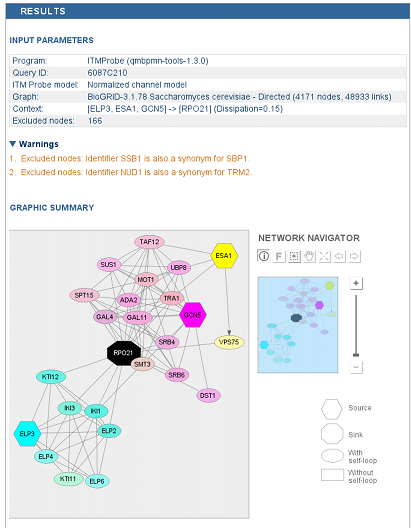 RESULTS
INPUT PARAMETERS
Program: ITMProbe (qmbpmn-tools-1.3.0)
Query ID: 6087C210
ITM Probe model: Normalized channel model
Graph: BioGRID-3.1.78 Saccharomyces cerevisiae - Directed (4171 nodes, 48933 links)
Context: [ELP3, ESA1, GCN5] -> [RPO21] (Dissipation=0.15)
Excluded nodes: 166
Warnings
1. Excluded nodes: Identifier SSB1 is also a synonym for SBP1.
2. Excluded nodes: Identifier NUD1 is also a synonym for TRM2.
GRAPHIC SUMMARY
NETWORK NAVIGATOR
TAF12
ESA1
SUS1
UBP8
MOT1
SPT15
ADA2
TRA1
GAL4
GAL11
GCN5
SRB4
VPS75
RPO21
SMT3
SRB6
KTI12
DST1
IKI3
IKI1
ELP3
ELP2
ELP4
KTI11
ELP6
i F
+
−
Source
Sink
With
self-loop
Without
self-loop